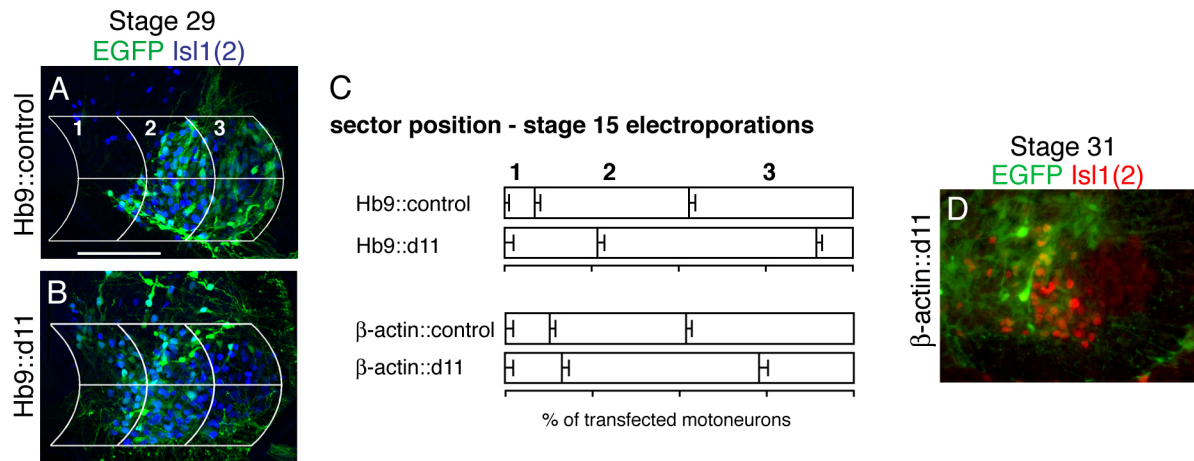 Stage 29
EGFP Isl1(2)
Hb9::control
A
1 2 3
Hb9::d11
B
C
sector position - stage 15 electroporations
1 2 3
Hb9::control
Hb9::d11
β-actin::control
β-actin::d11
% of transfected motoneurons
Stage 31
EGFP Isl1(2)
β-actin::d11
D